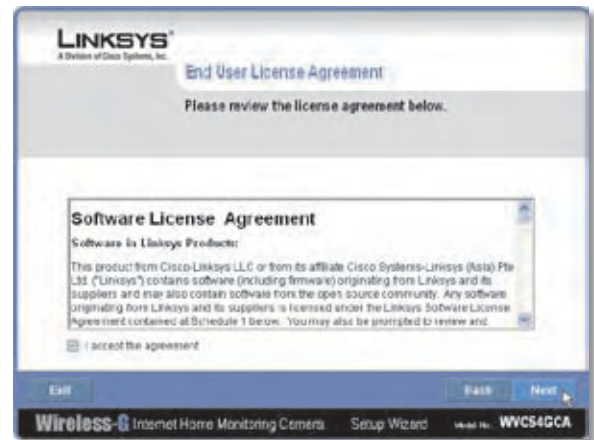 LINKSYS®
A Division of Cisco Systems, Inc.
End User License Agreement
Please review the license agreement below.
Software License Agreement
Software in Linksys Products:
This product from Cisco-Linksys LLC or from its affiliate Cisco Systems-Linksys (Asia) Pte
Ltd. ("Linksys") contains software (including firmware) originating from Linksys and its
suppliers and may also contain software from the open source community. Any software
originating from Linksys and its suppliers is licensed under the Linksys Software License
Agreement contained at Schedule 1 below. You may also be prompted to review and
I accept the agreement
Exit
Back
Next
Wireless-G Internet Home Monitoring Camera Setup Wizard Model No. WVC54GCA